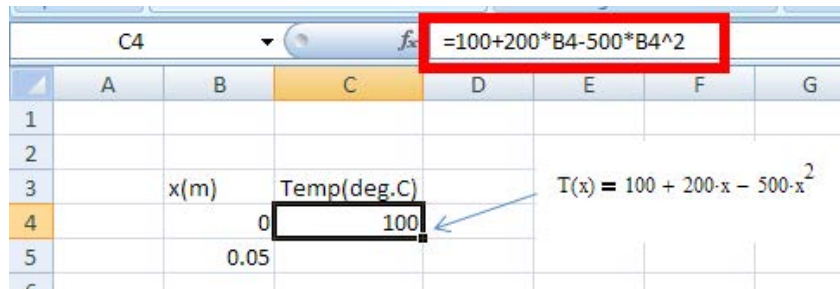 C4 fx =100+200*B4-500*B4^2
A B C D E F G
1
2
3 x(m) Temp(deg.C) T(x) = 100 + 200·x − 500·x²
4 0 100
5 0.05